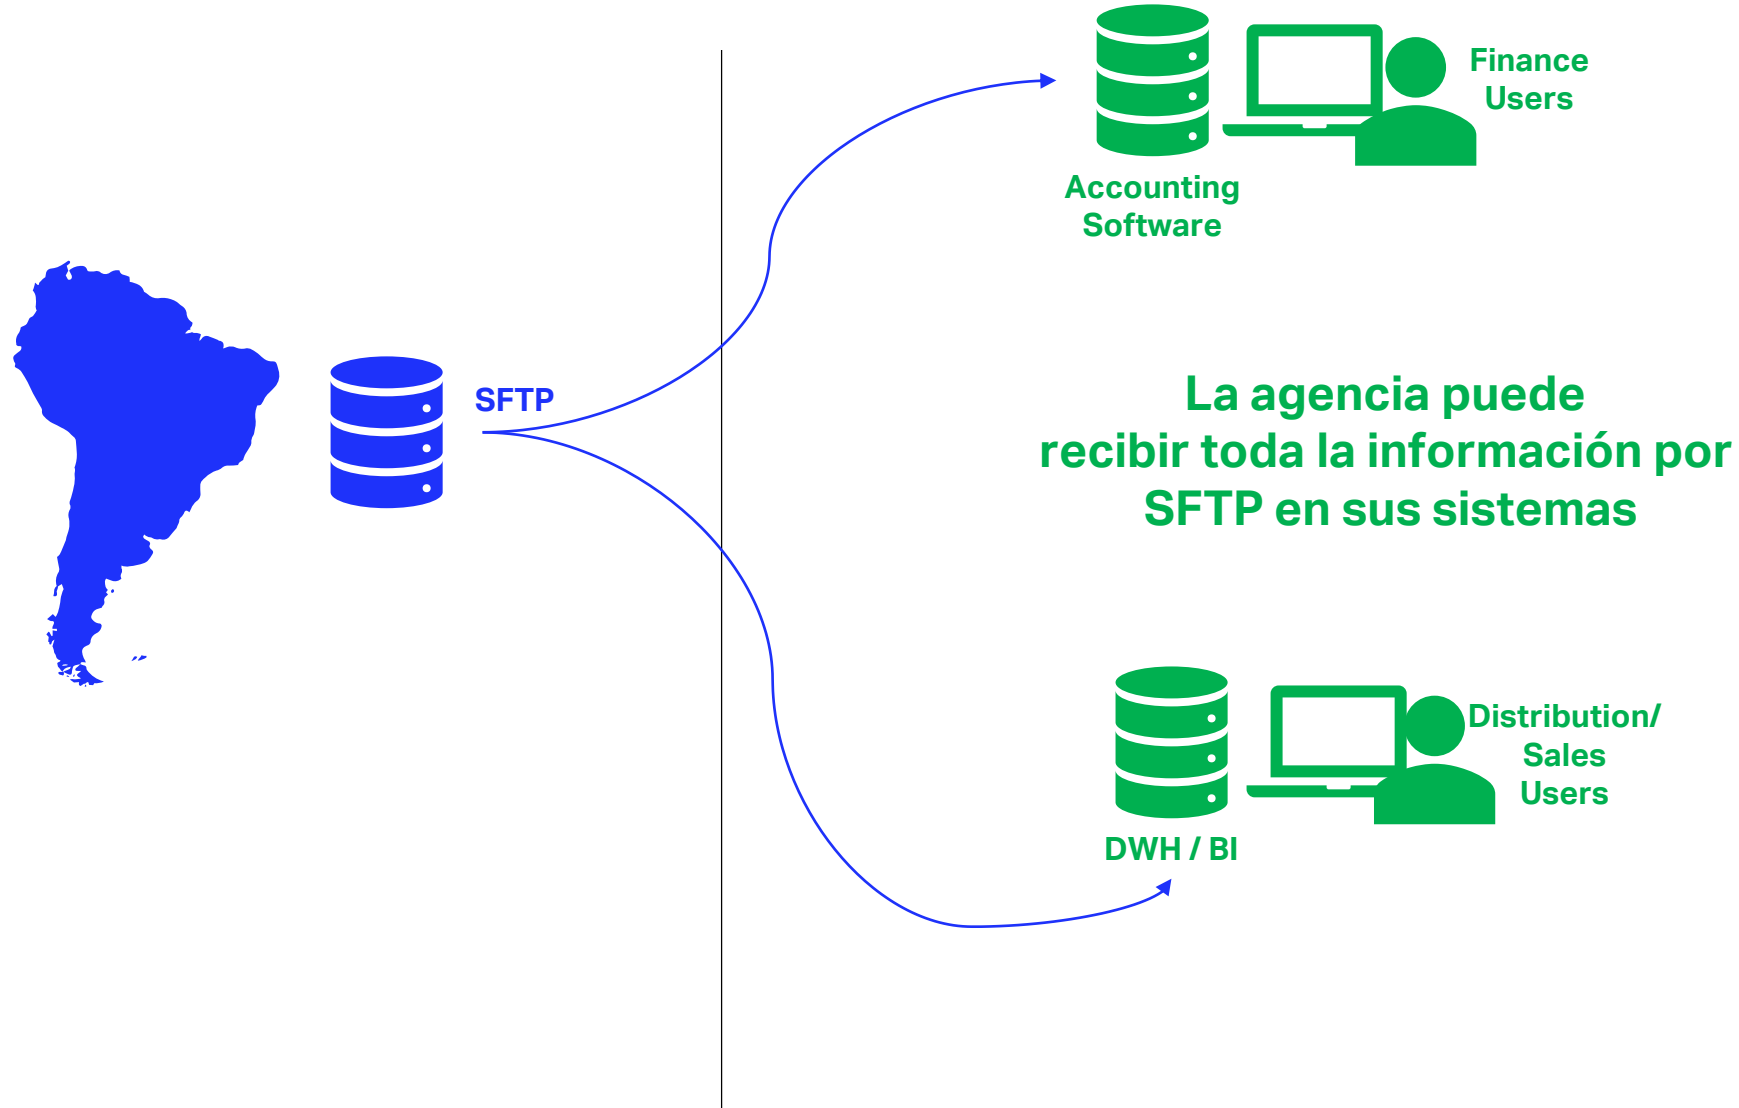 Finance
Users
Accounting
Software
SFTP
La agencia puede
recibir toda la información por
SFTP en sus sistemas
Distribution/
Sales
Users
DWH / BI